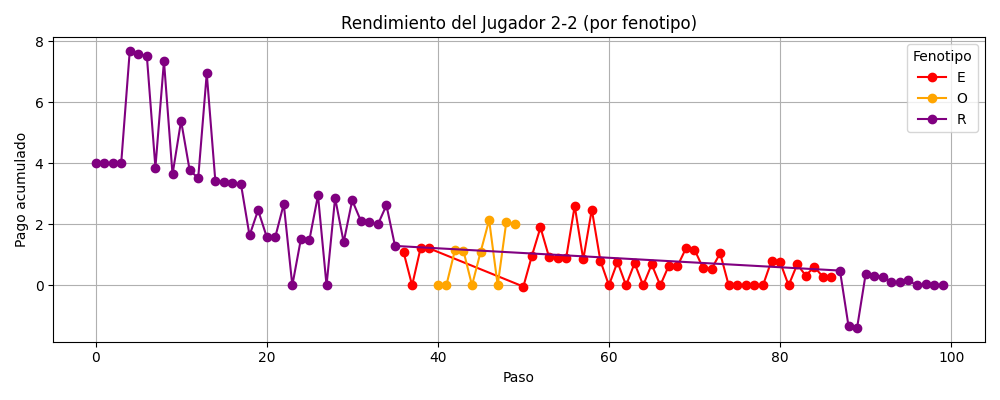 Rendimiento del Jugador 2-2 (por fenotipo)
Pago acumulado
8
6
4
2
0
Fenotipo
E
O
R
0 20 40 60 80 100
Paso